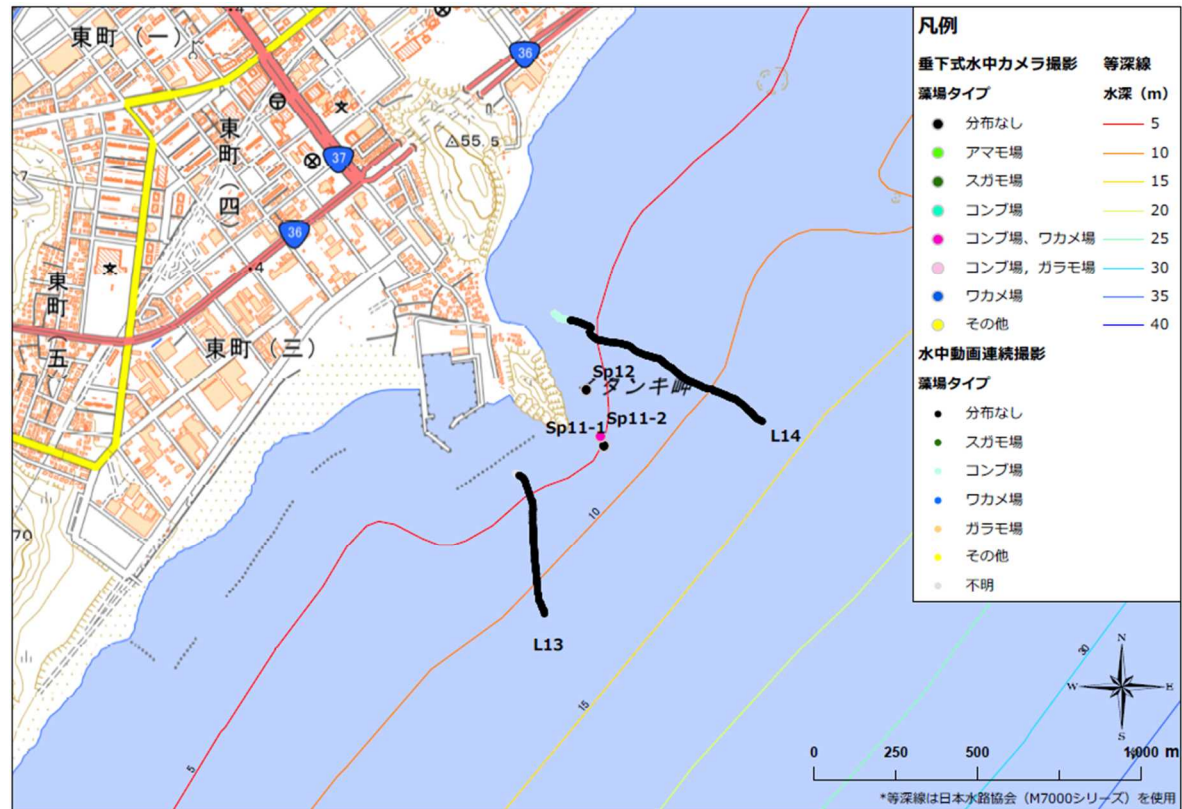 東町（一）
36
東町（四）
37
55.5
36
4
東町（五）
東町（三）
Sp12
タンキ岬
Sp11-2
Sp11-1
L14
L13
70
5
10
15
30
凡例
垂下式水中カメラ撮影 等深線
藻場タイプ 水深（m）
分布なし 5
アマモ場 10
スガモ場 15
コンブ場 20
コンブ場、ワカメ場 25
コンブ場，ガラモ場 30
ワカメ場 35
その他 40
水中動画連続撮影
藻場タイプ
分布なし
スガモ場
コンブ場
ワカメ場
ガラモ場
その他
不明
N
W E
S
0 250 500 1,000 m
*等深線は日本水路協会（M7000シリーズ）を使用